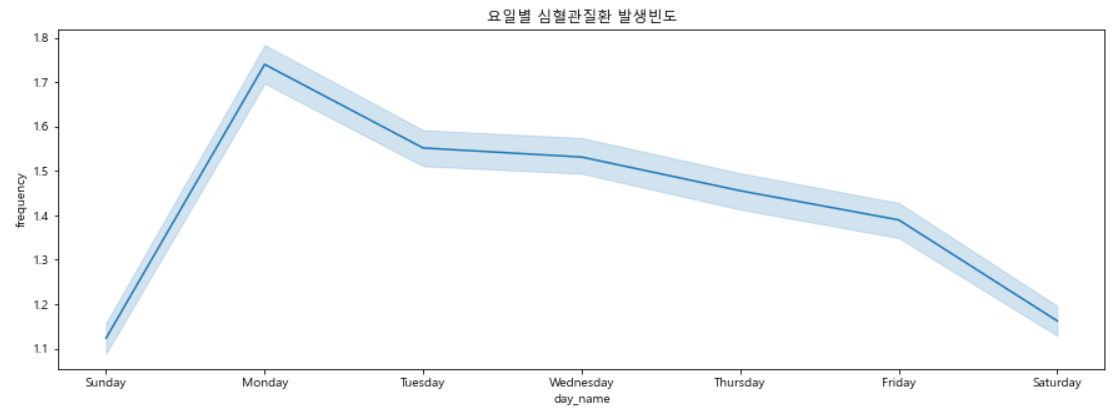 요일별 심혈관질환 발생빈도
1.8
1.7
1.6
1.5
1.4
1.3
1.2
1.1
frequency
Sunday Monday Tuesday Wednesday Thursday Friday Saturday
day_name